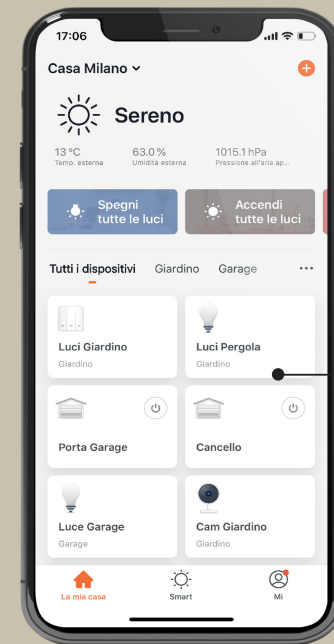 17:06
Casa Milano
Sereno
13 °C
63.0 %
1015.1 hPa
Temp. esterna
Umidità esterna
Pressione all'aria ap...
Spegni
tutte le luci
Accendi
tutte le luci
Tutti i dispositivi
Giardino
Garage
...
Luci Giardino
Giardino
Luci Pergola
Giardino
Porta Garage
Cancello
Luce Garage
Garage
Cam Giardino
Giardino
La mia casa
Smart
Mi